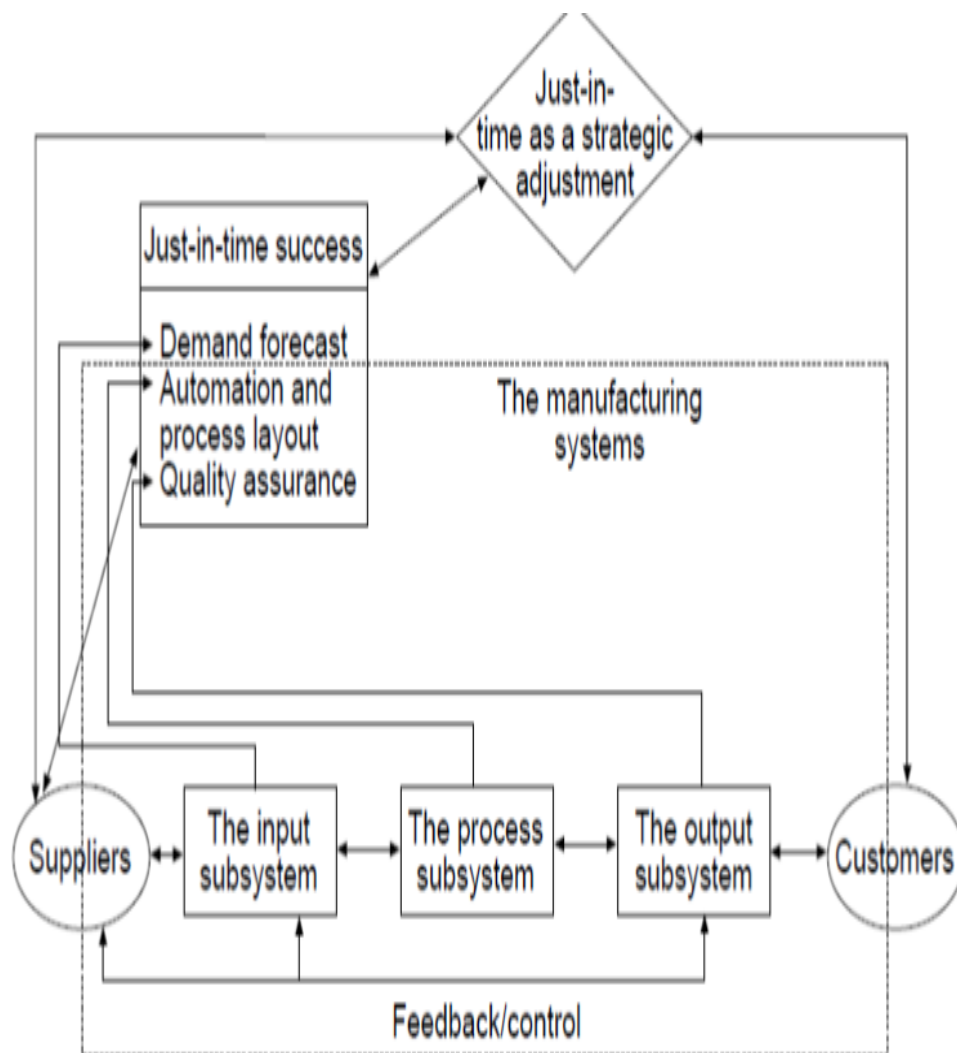 Just-in-
time as a strategic
adjustment
Just-in-time success
Demand forecast
Automation and
process layout
Quality assurance
The manufacturing
systems
Suppliers
The input
subsystem
The process
subsystem
The output
subsystem
Customers
Feedback/control